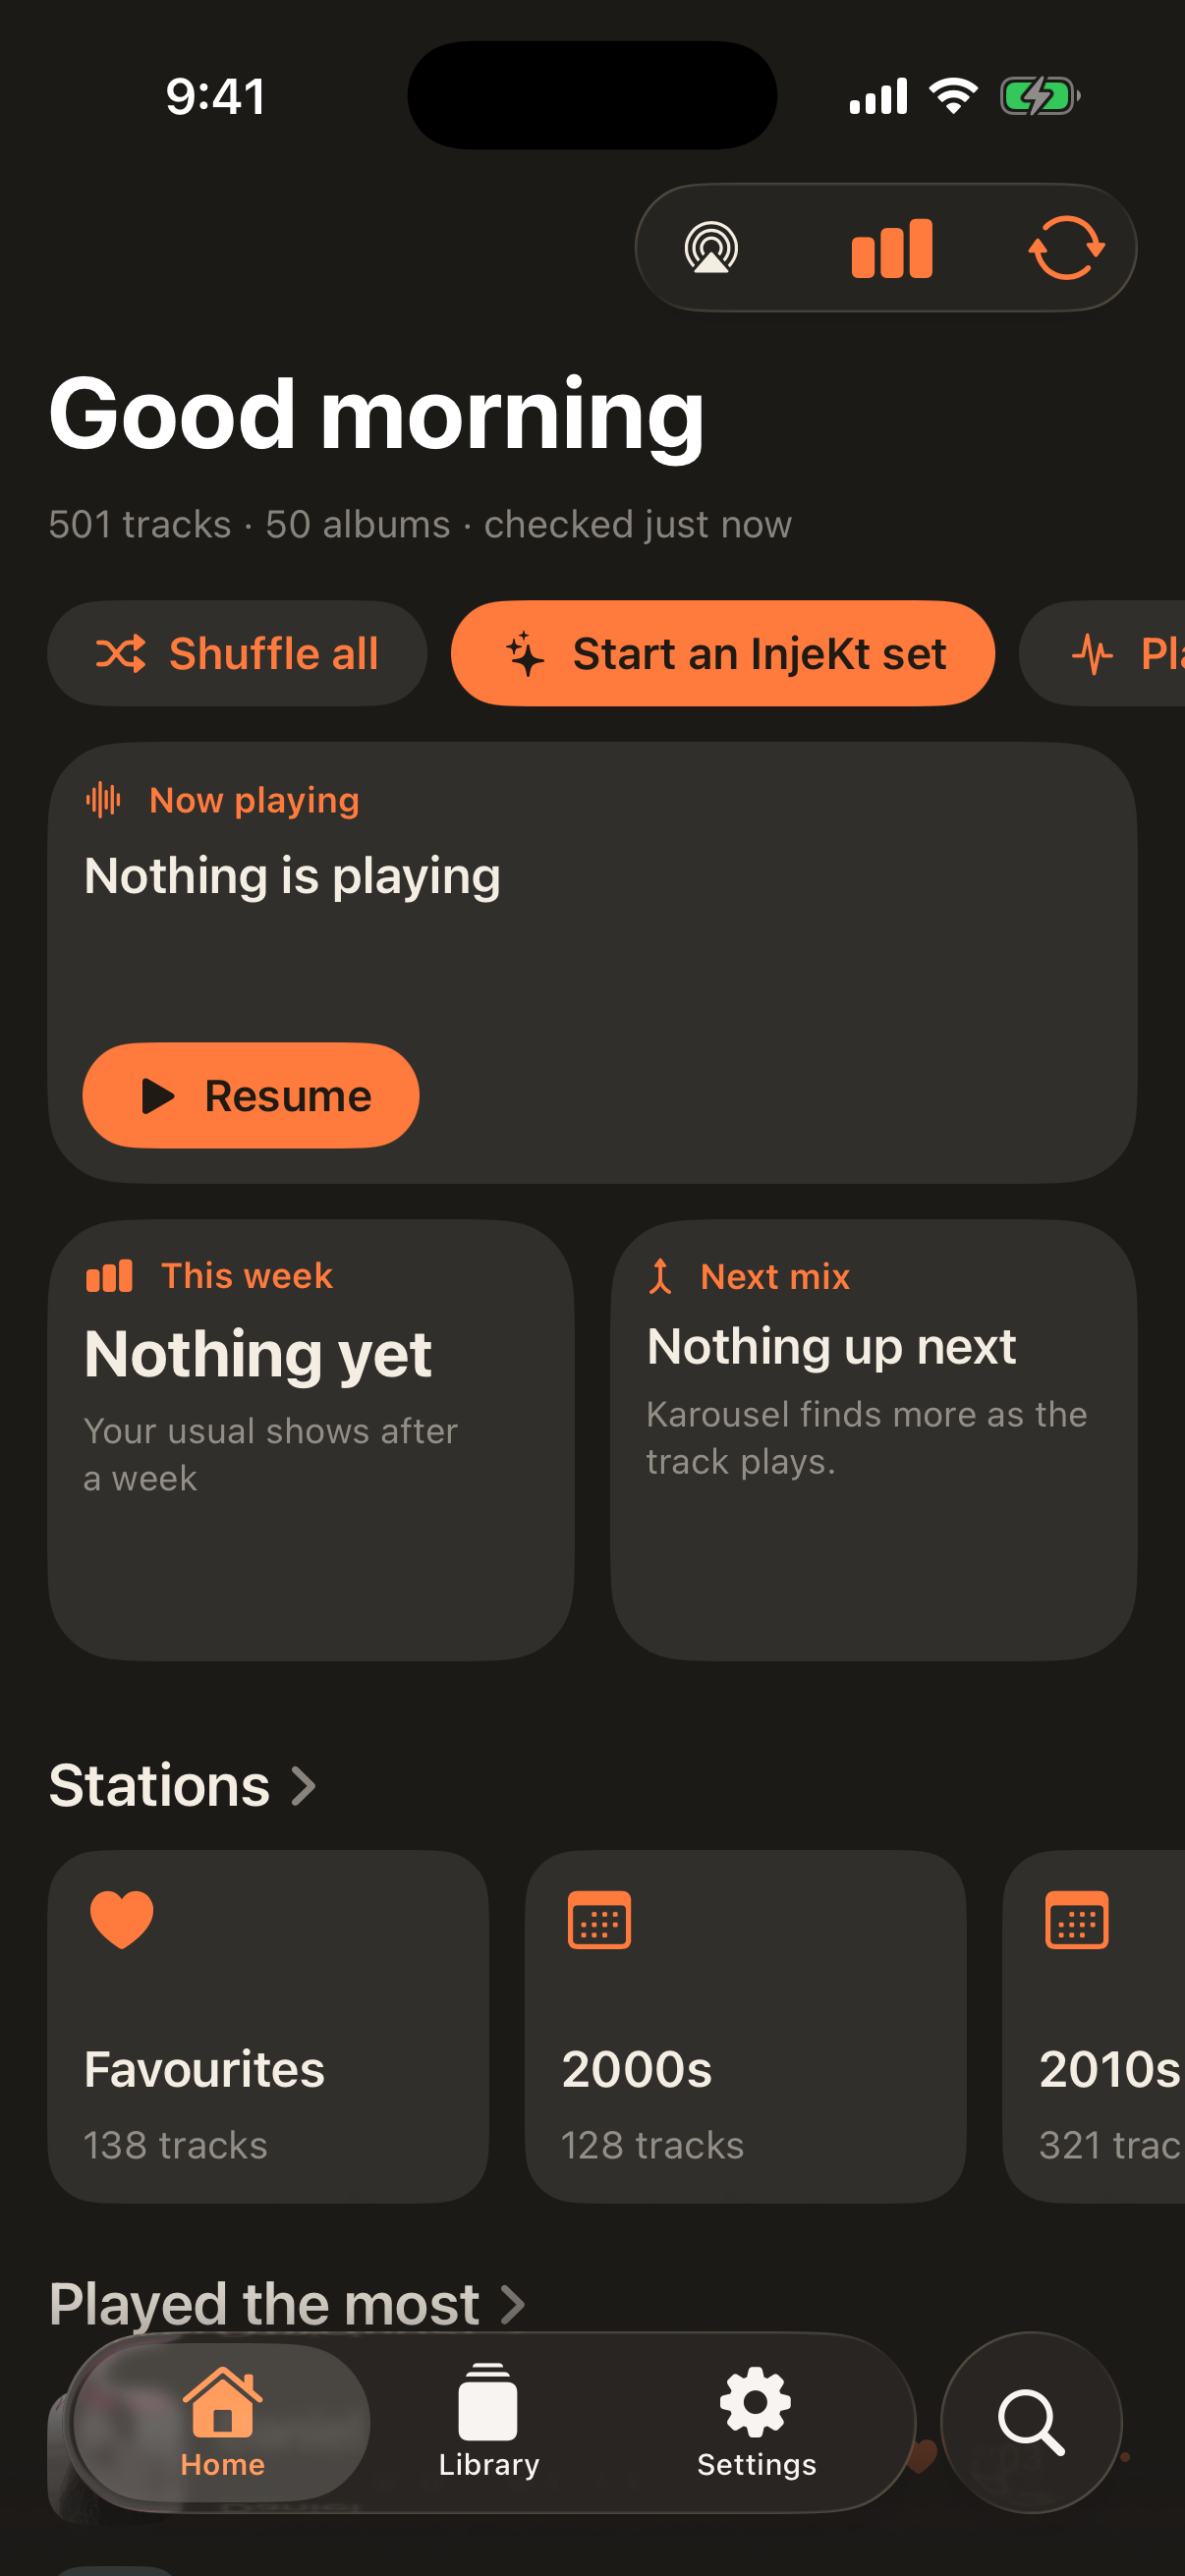 9:41
Good morning
501 tracks · 50 albums · checked just now
Shuffle all
Start an InjeKt set
Now playing
Nothing is playing
Resume
This week
Nothing yet
Your usual shows after
a week
Next mix
Nothing up next
Karousel finds more as the
track plays.
Stations
Favourites
138 tracks
2000s
128 tracks
2010s
321
Played the most
Home
Library
Settings